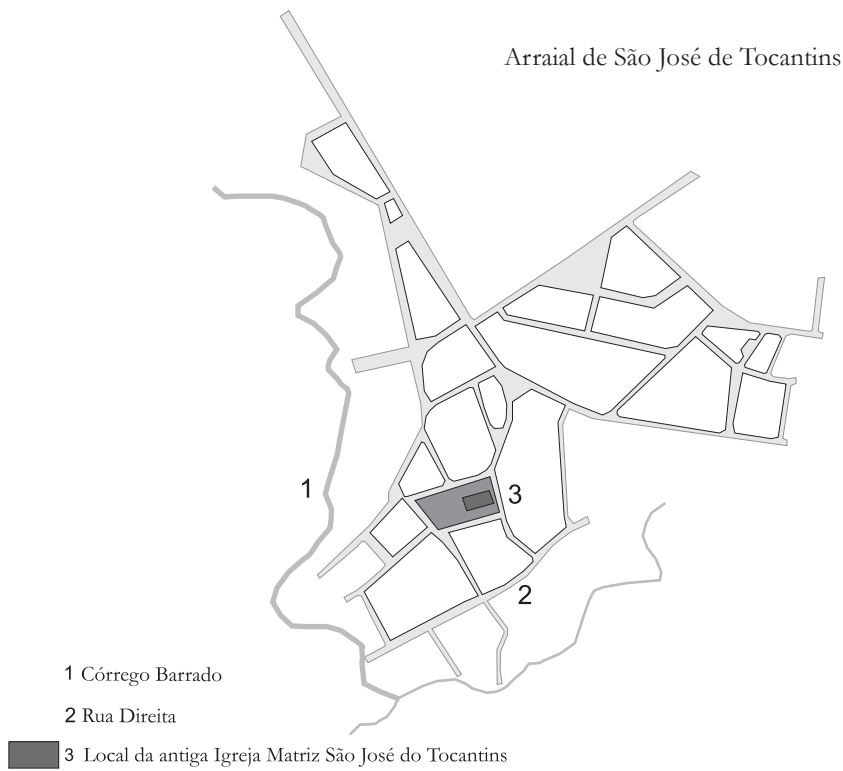 Arraial de São José de Tocantins
1
3
2
1 Córrego Barrado
2 Rua Direita
3 Local da antiga Igreja Matriz São José do Tocantins